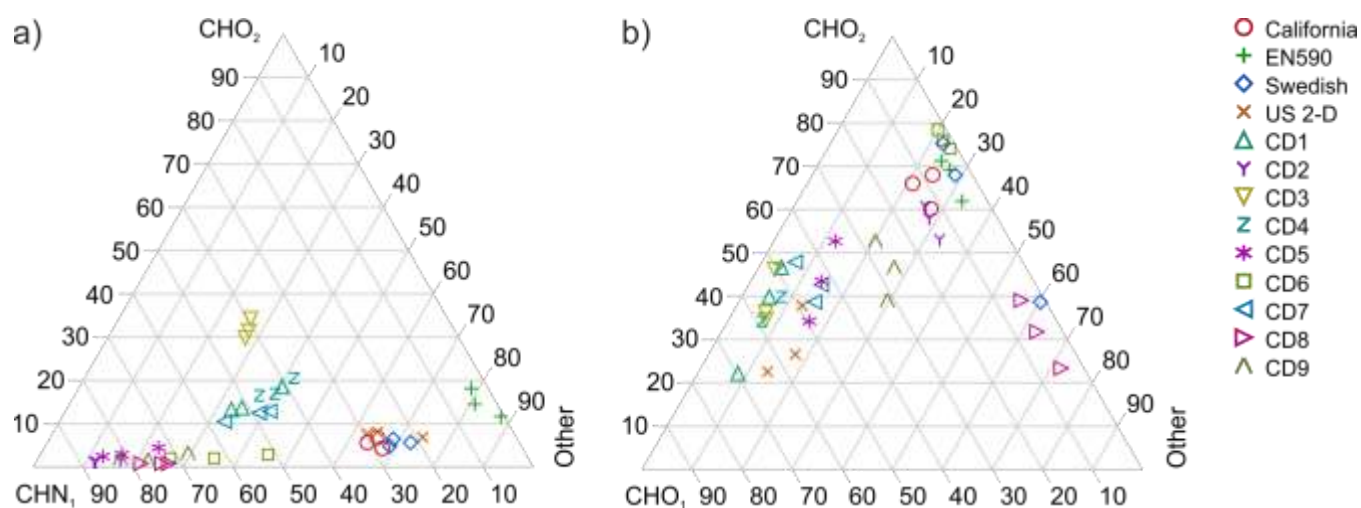 a)
CHO₂
10
90
20
80
30
70
40
60
50
50
60
40
70
30
80
20
90
10
Other
CHN₁ 90 80 70 60 50 40 30 20 10
b)
CHO₂
10
90
20
80
30
70
40
60
50
50
60
40
70
30
80
20
90
10
Other
CHO₁ 90 80 70 60 50 40 30 20 10
California
EN590
Swedish
US 2-D
CD1
CD2
CD3
CD4
CD5
CD6
CD7
CD8
CD9